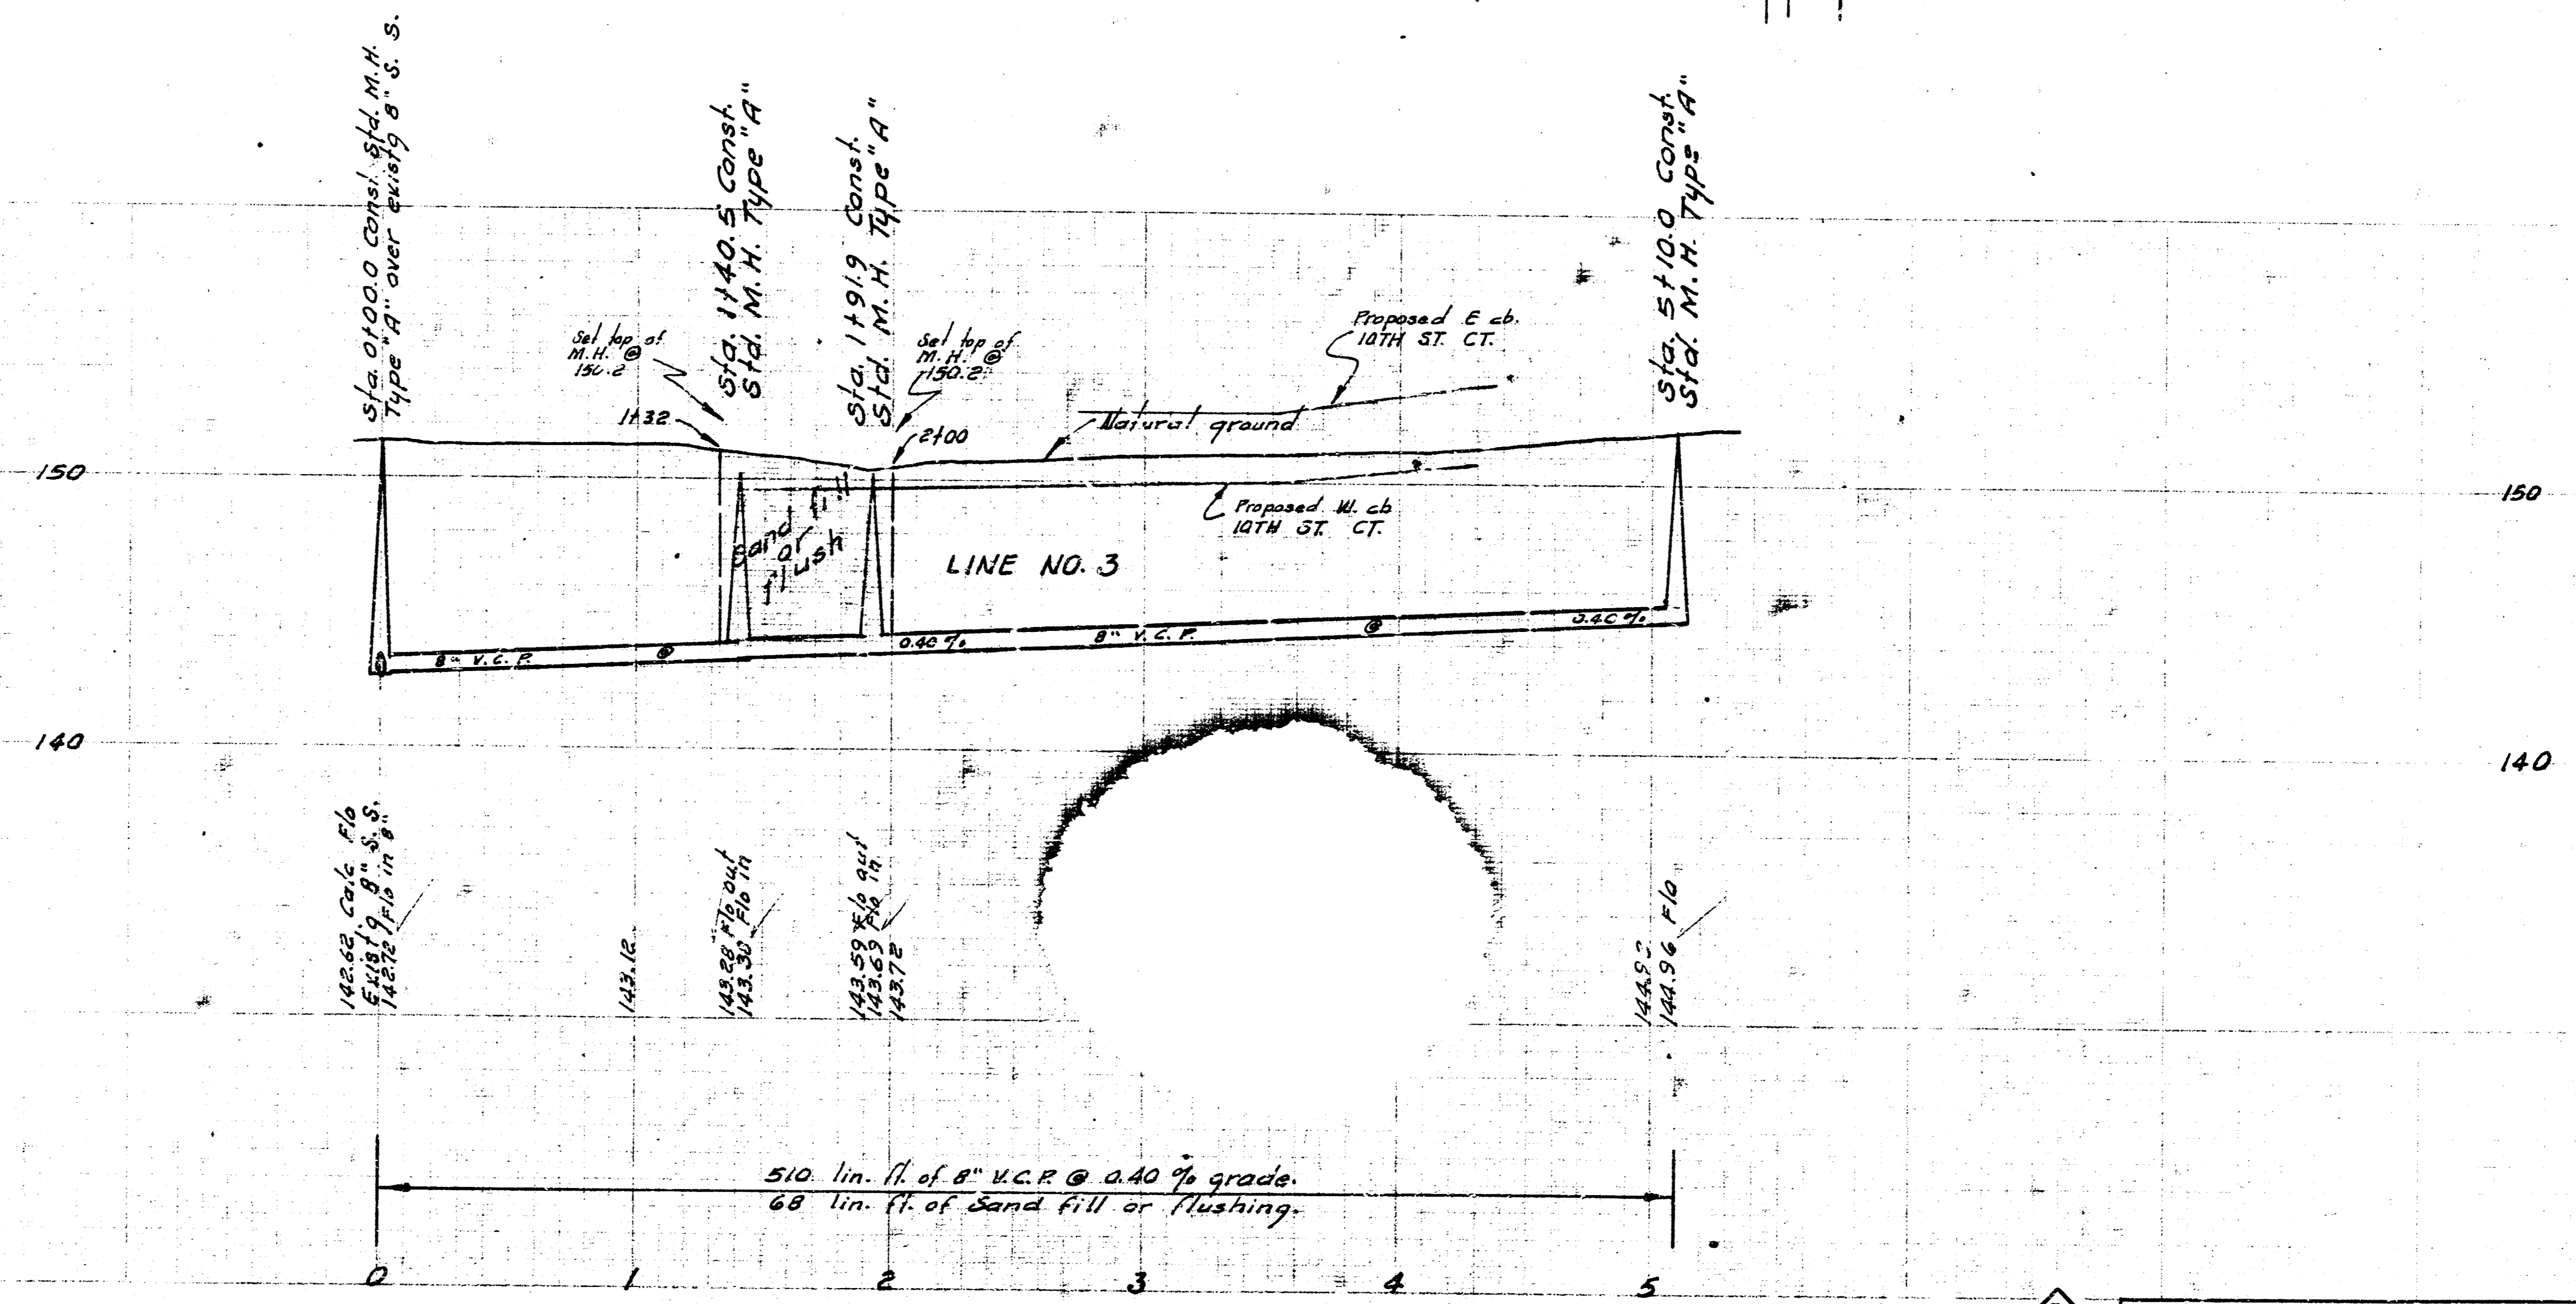 Sta. 0+00.0 Const. Std. M.H.
Type "A" over existg 8" S. S.
Sta. 1+40.5 Const.
Std. M. H. Type "A"
Sta. 1+91.9 Const.
Std. M. H. Type "A"
Sta. 5+10.0 Const.
Std. M. H. Type "A"
Set top of
M.H. @
150.2
Set top of
M.H. @
150.2
Proposed E cb.
10TH ST. CT.
1+32
2+00
Natural ground
150
150
Sand fill
or
flush
Proposed W. cb
10TH ST. CT.
LINE NO. 3
8" V.C.P.
@
0.40 %
8" V.C.P.
@
0.40 %
140
140
142.62 Calc. Flo
Existg 8" S. S.
142.72 Flo in 8"
143.12
143.28 Flo out
143.30 Flo in
143.59 Flo out
143.69 Flo in
143.72
144.92
144.96 Flo
510 lin. ft. of 8" V.C.P. @ 0.40 % grade.
68 lin. ft. of Sand fill or flushing.
0 1 2 3 4 5